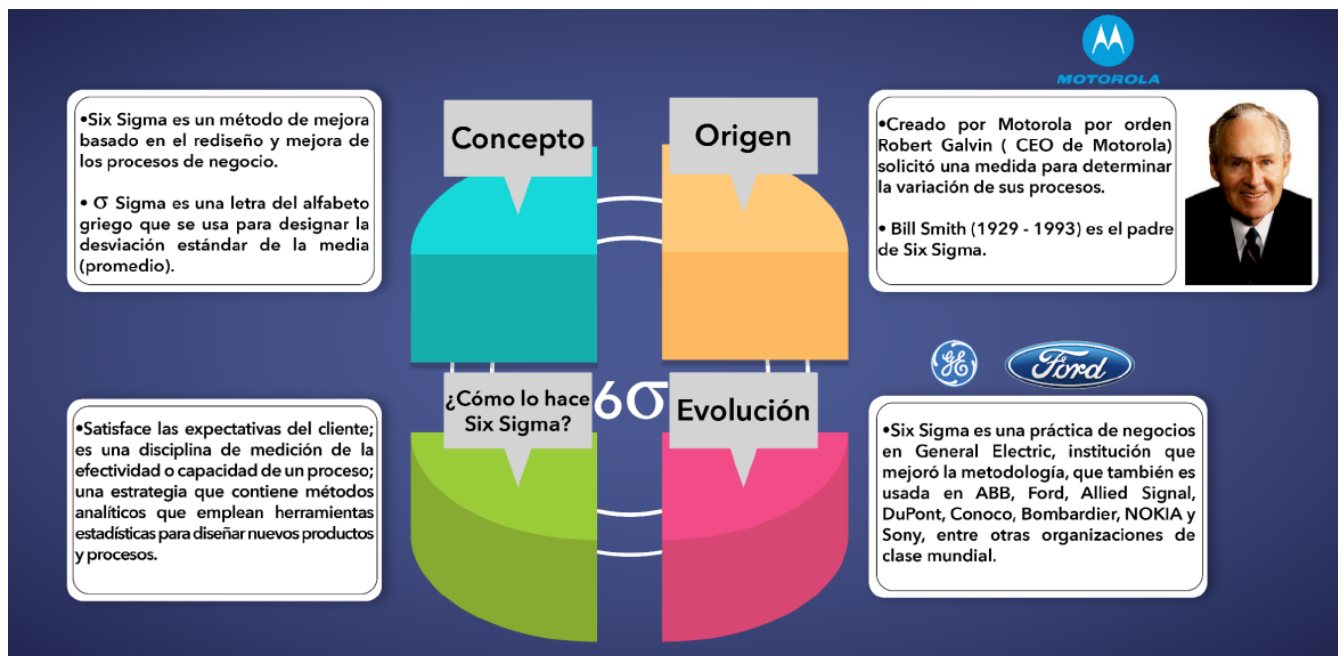 MOTOROLA
Concepto
•Six Sigma es un método de mejora
basado en el rediseño y mejora de
los procesos de negocio.
• σ Sigma es una letra del alfabeto
griego que se usa para designar la
desviación estándar de la media
(promedio).
Origen
•Creado por Motorola por orden
Robert Galvin ( CEO de Motorola)
solicitó una medida para determinar
la variación de sus procesos.
• Bill Smith (1929 - 1993) es el padre
de Six Sigma.
¿Cómo lo hace
Six Sigma?
•Satisface las expectativas del cliente;
es una disciplina de medición de la
efectividad o capacidad de un proceso;
una estrategia que contiene métodos
analíticos que emplean herramientas
estadísticas para diseñar nuevos productos
y procesos.
6σ
GE
Ford
Evolución
•Six Sigma es una práctica de negocios
en General Electric, institución que
mejoró la metodología, que también es
usada en ABB, Ford, Allied Signal,
DuPont, Conoco, Bombardier, NOKIA y
Sony, entre otras organizaciones de
clase mundial.